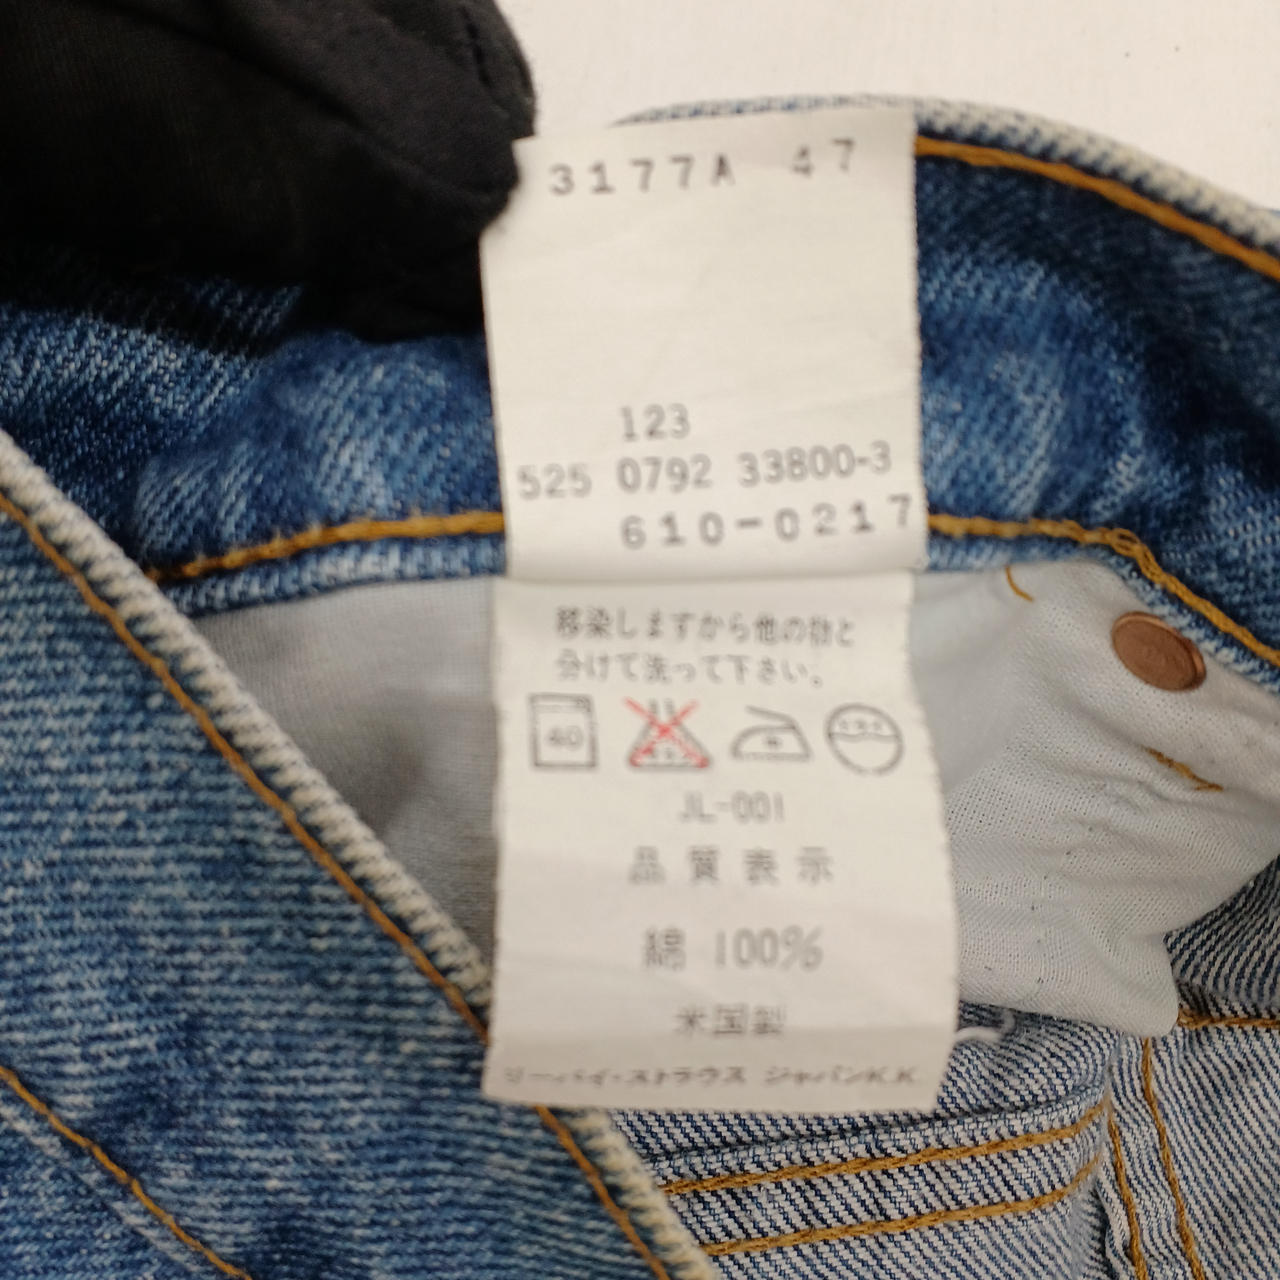 3177A 47
123
525 0792 33800-3
610-0217
移染しますから他の物と
分けて洗って下さい。
40
JL-001
品質表示
綿 100%
米国製
リーバイ・ストラウス ジャパンK.K.